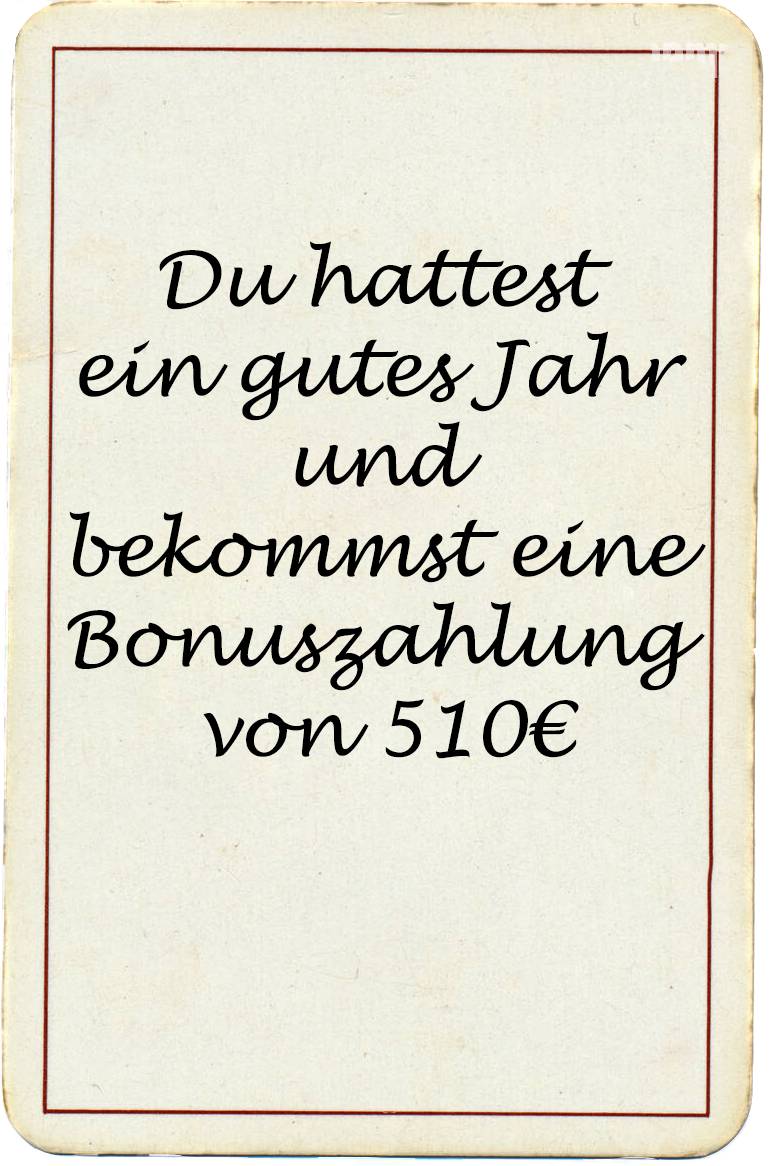 Du hattest
ein gutes Jahr
und
bekommst eine
Bonuszahlung
von 510€